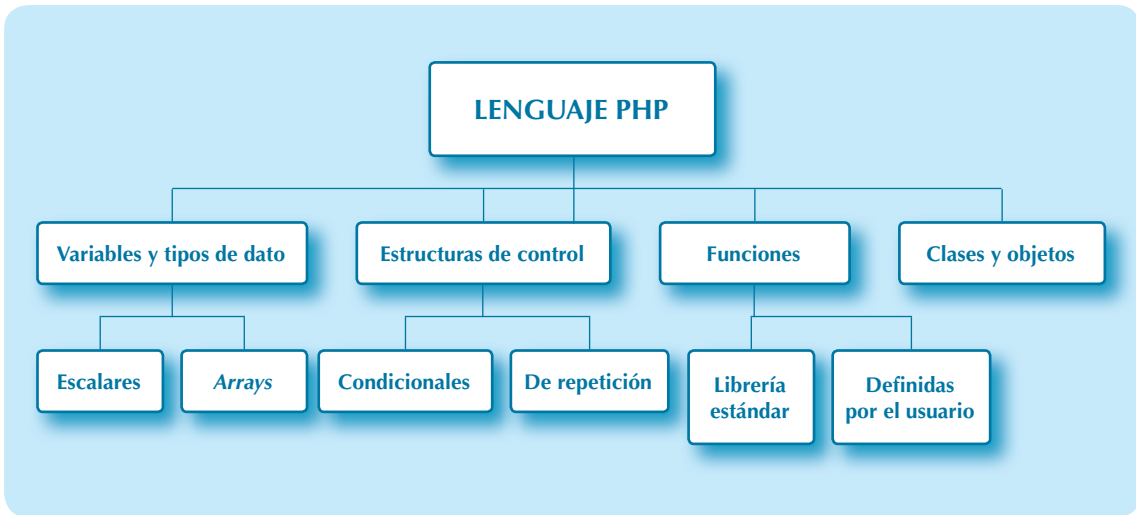 LENGUAJE PHP
Variables y tipos de dato
Estructuras de control
Funciones
Clases y objetos
Escalares
Arrays
Condicionales
De repetición
Librería
estándar
Definidas
por el usuario